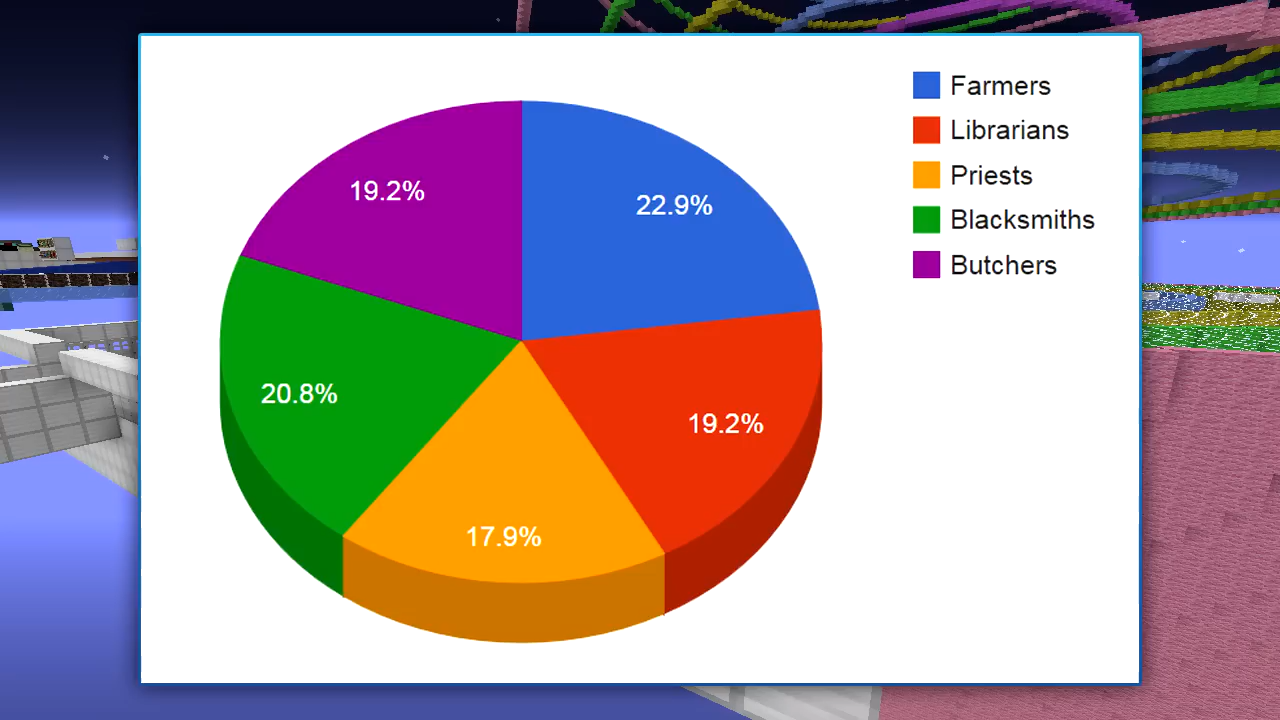 Farmers
Librarians
Priests
Blacksmiths
Butchers
19.2%
22.9%
20.8%
19.2%
17.9%